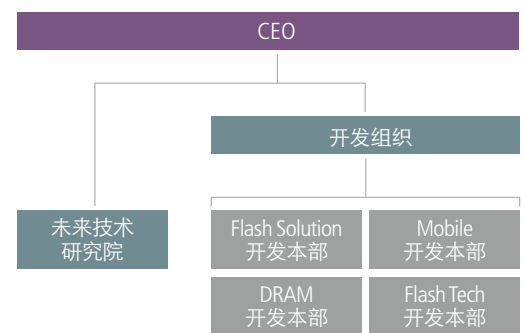 CEO
开发组织
未来技术
研究院
Flash Solution
开发本部
Mobile
开发本部
DRAM
开发本部
Flash Tech
开发本部